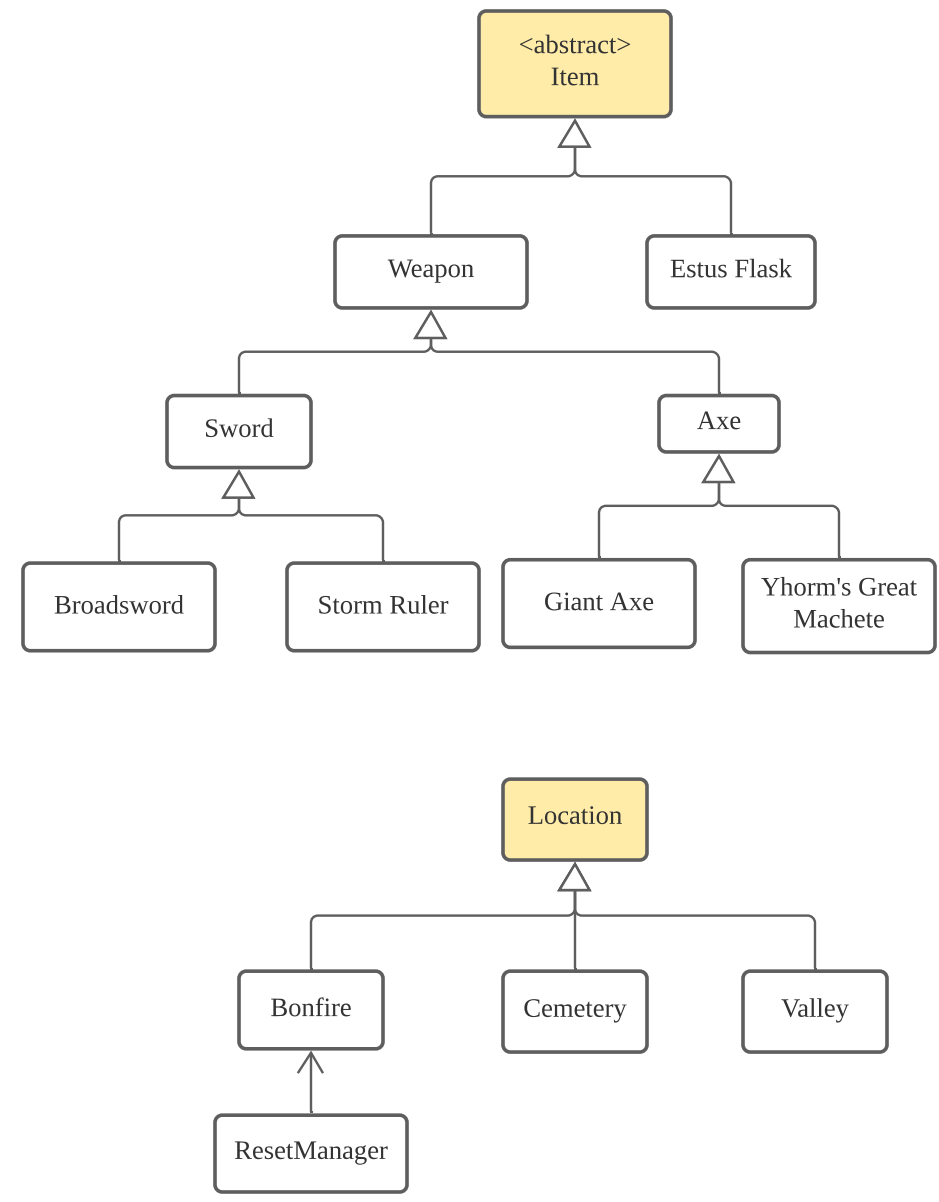 <abstract>
Item
Weapon
Estus Flask
Sword
Axe
Broadsword
Storm Ruler
Giant Axe
Yhorm's Great
Machete
Location
Bonfire
Cemetery
Valley
ResetManager